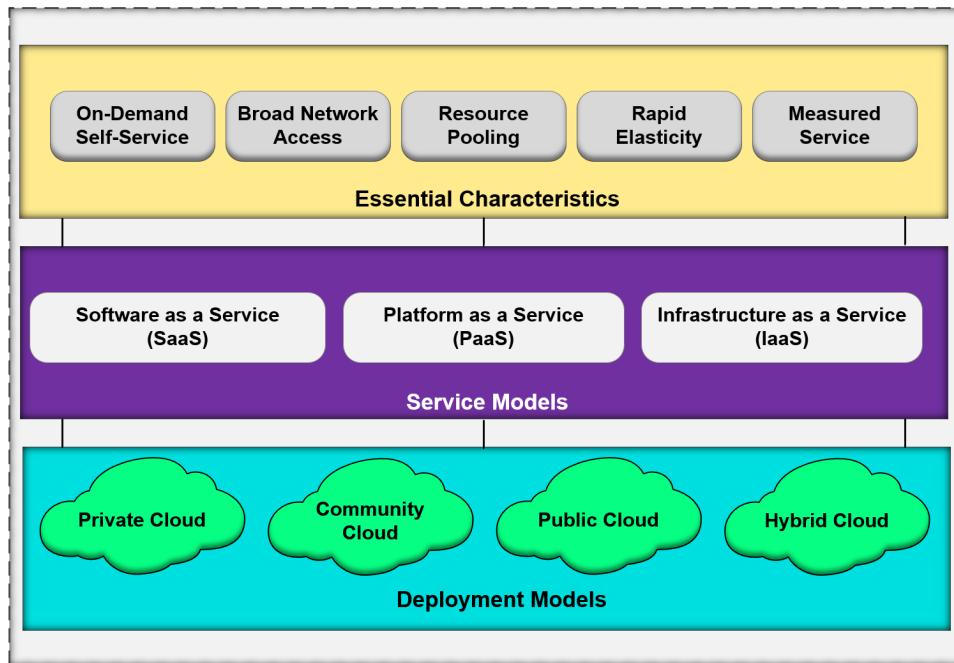 On-Demand
Self-Service
Broad Network
Access
Resource
Pooling
Rapid
Elasticity
Measured
Service
Essential Characteristics
Software as a Service
(SaaS)
Platform as a Service
(PaaS)
Infrastructure as a Service
(IaaS)
Service Models
Private Cloud
Community
Cloud
Public Cloud
Hybrid Cloud
Deployment Models